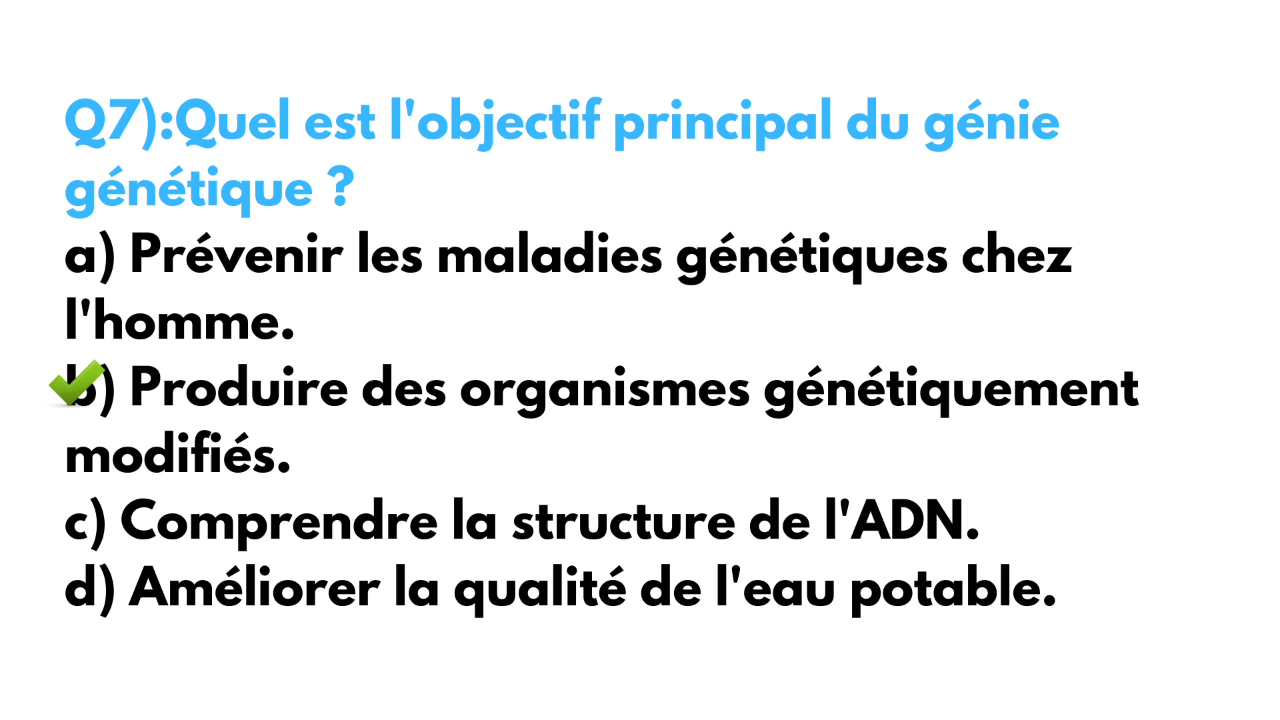 Q7):Quel est l'objectif principal du génie
génétique ?
a) Prévenir les maladies génétiques chez
l'homme.
b) Produire des organismes génétiquement
modifiés.
c) Comprendre la structure de l'ADN.
d) Améliorer la qualité de l'eau potable.